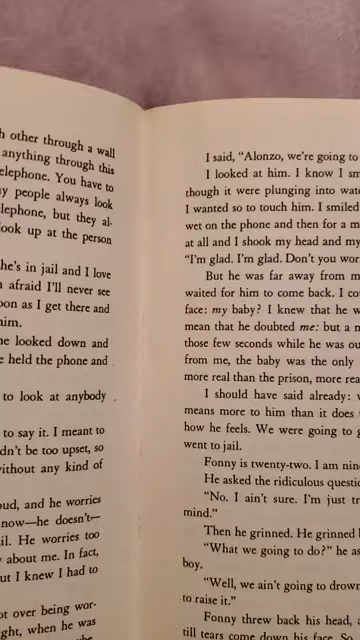 h other through a wall
anything through this
elephone. You have to
y people always look
lephone, but they al-
look up at the person
he's in jail and I love
afraid I'll never see
oon as I get there and
him.
he looked down and
e held the phone and
to look at anybody
to say it. I meant to
dn't be too upset, so
without any kind of
oud, and he worries
now—he doesn't—
il. He worries too
about me. In fact,
ut I knew I had to
ot over being wor-
ght, when he was
I said, "Alonzo, we're going to
I looked at him. I know I sm
though it were plunging into wate
I wanted so to touch him. I smiled
wet on the phone and then for a m
at all and I shook my head and my
"I'm glad. I'm glad. Don't you wor
But he was far away from m
waited for him to come back. I co
face: my baby? I knew that he w
mean that he doubted me: but a m
those few seconds while he was ou
from me, the baby was the only
more real than the prison, more rea
I should have said already: w
means more to him than it does
how he feels. We were going to g
went to jail.
Fonny is twenty-two. I am nin
He asked the ridiculous questio
"No. I ain't sure. I'm just tr
mind."
Then he grinned. He grinned b
"What we going to do?" he as
boy.
"Well, we ain't going to drown
to raise it."
Fonny threw back his head, a
till tears come down his face. So